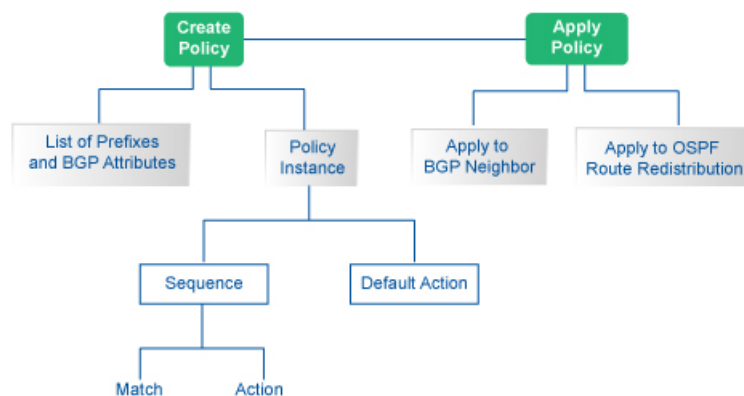 Create
Policy
Apply
Policy
List of Prefixes
and BGP Attributes
Policy
Instance
Apply to
BGP Neighbor
Apply to OSPF
Route Redistribution
Sequence
Default Action
Match
Action